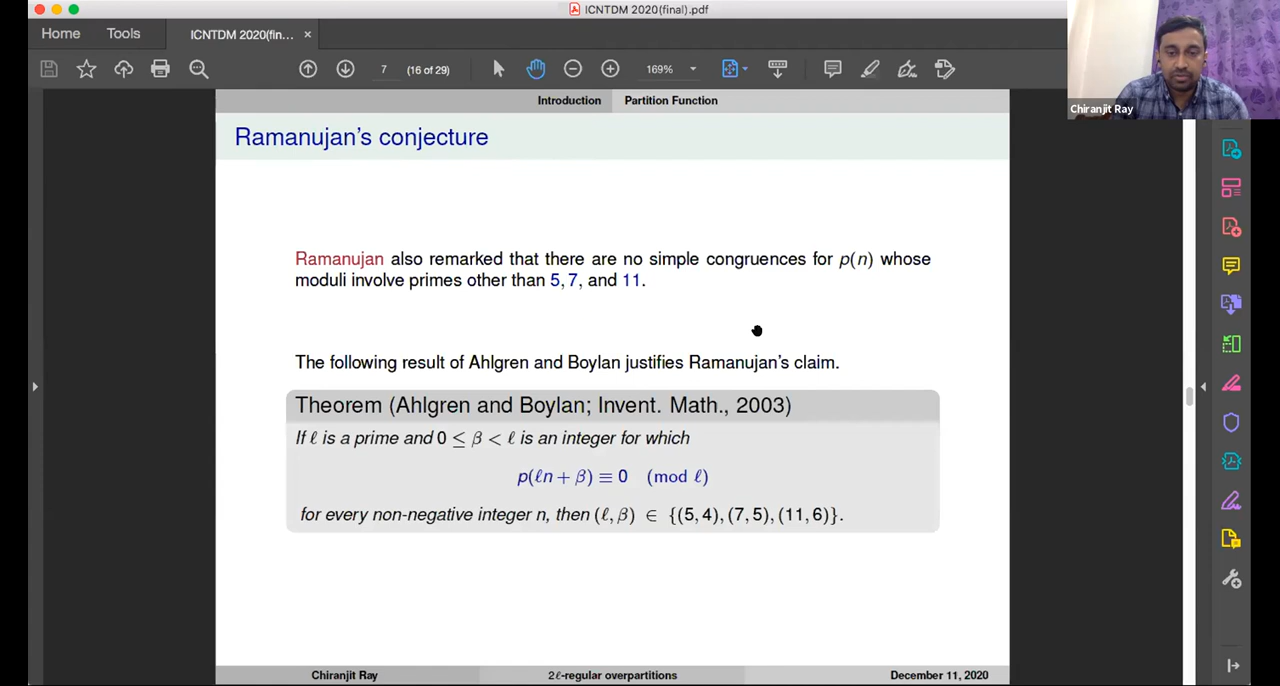 ICNTDM 2020(final).pdf
Home Tools ICNTDM 2020(fin... ×
7 (16 of 29) 169%
Chiranjit Ray
Introduction Partition Function
Ramanujan's conjecture
Ramanujan also remarked that there are no simple congruences for p(n) whose
moduli involve primes other than 5, 7, and 11.
The following result of Ahlgren and Boylan justifies Ramanujan's claim.
Theorem (Ahlgren and Boylan; Invent. Math., 2003)
If ℓ is a prime and 0 ≤ β < ℓ is an integer for which
p(ℓn + β) ≡ 0 (mod ℓ)
for every non-negative integer n, then (ℓ, β) ∈ {(5, 4), (7, 5), (11, 6)}.
Chiranjit Ray 2ℓ-regular overpartitions December 11, 2020